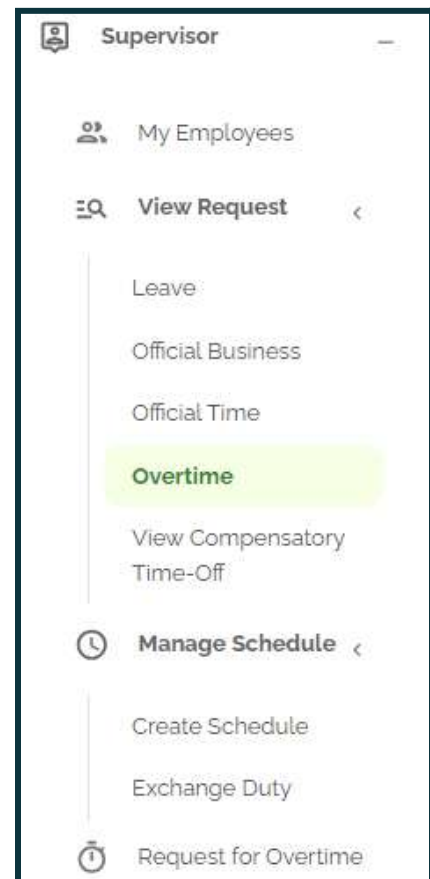 Supervisor
My Employees
View Request
Leave
Official Business
Official Time
Overtime
View Compensatory
Time-Off
Manage Schedule
Create Schedule
Exchange Duty
Request for Overtime